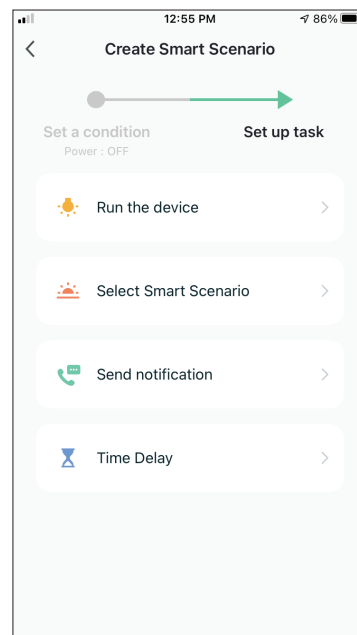 12:55 PM 86%
Create Smart Scenario
Set a condition Set up task
Power : OFF
Run the device
Select Smart Scenario
Send notification
Time Delay